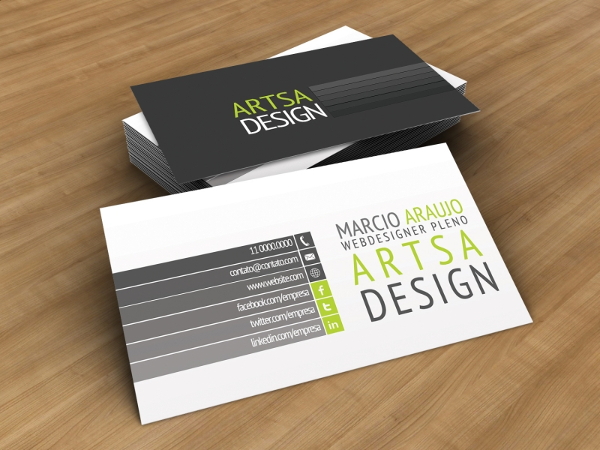 ARTSA
DESIGN
MARCIO ARAUJO
WEBDESIGNER PLENO
ARTSA
DESIGN
11 0000.0000
contato@contato.com
www.website.com
facebook.com/empresa
twitter.com/empresa
linkedin.com/empresa